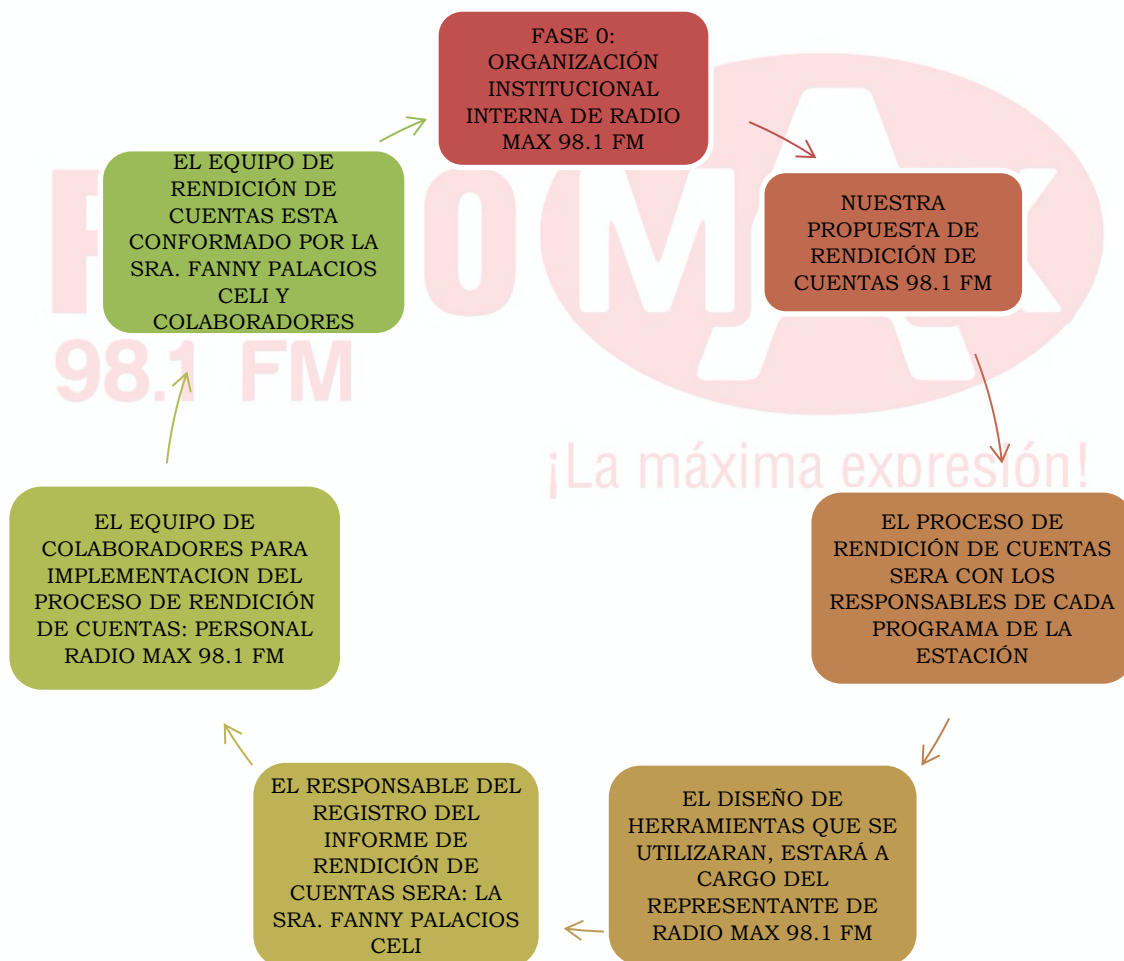 FASE 0:
ORGANIZACIÓN
INSTITUCIONAL
INTERNA DE RADIO
MAX 98.1 FM
NUESTRA
PROPUESTA DE
RENDICIÓN DE
CUENTAS 98.1 FM
EL PROCESO DE
RENDICIÓN DE CUENTAS
SERA CON LOS
RESPONSABLES DE CADA
PROGRAMA DE LA
ESTACIÓN
EL DISEÑO DE
HERRAMIENTAS QUE SE
UTILIZARAN, ESTARÁ A
CARGO DEL
REPRESENTANTE DE
RADIO MAX 98.1 FM
EL RESPONSABLE DEL
REGISTRO DEL
INFORME DE
RENDICIÓN DE
CUENTAS SERA: LA
SRA. FANNY PALACIOS
CELI
EL EQUIPO DE
COLABORADORES PARA
IMPLEMENTACION DEL
PROCESO DE RENDICIÓN
DE CUENTAS: PERSONAL
RADIO MAX 98.1 FM
EL EQUIPO DE
RENDICIÓN DE
CUENTAS ESTA
CONFORMADO POR LA
SRA. FANNY PALACIOS
CELI Y
COLABORADORES
MAX
98.1 FM
¡La máxima expresión!